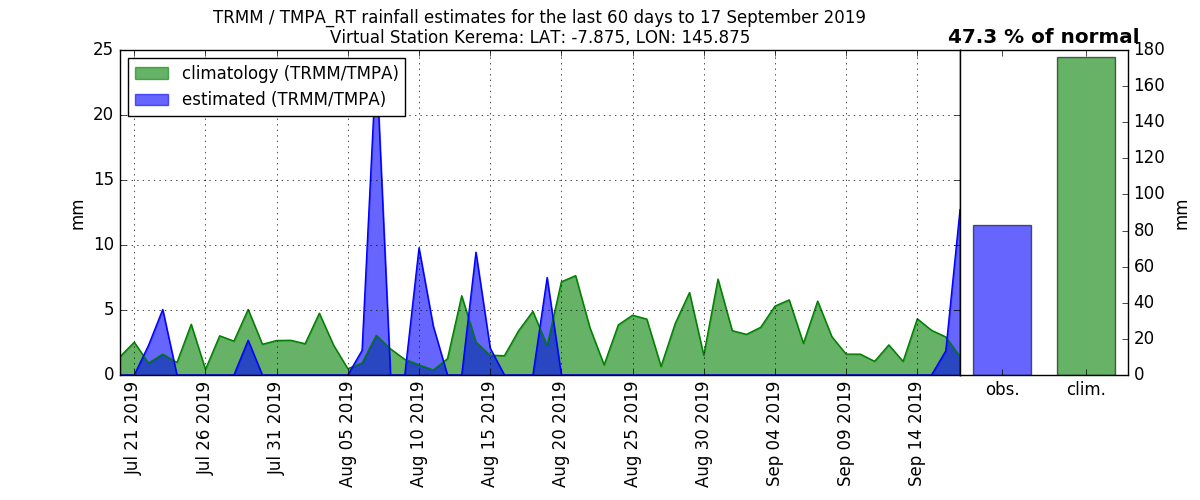 TRMM / TMPA_RT rainfall estimates for the last 60 days to 17 September 2019
Virtual Station Kerema: LAT: -7.875, LON: 145.875
47.3 % of normal
climatology (TRMM/TMPA)
estimated (TRMM/TMPA)
25
20
15
10
5
0
mm
Jul 21 2019
Jul 26 2019
Jul 31 2019
Aug 05 2019
Aug 10 2019
Aug 15 2019
Aug 20 2019
Aug 25 2019
Aug 30 2019
Sep 04 2019
Sep 09 2019
Sep 14 2019
obs.
clim.
180
160
140
120
100
80
60
40
20
0
mm